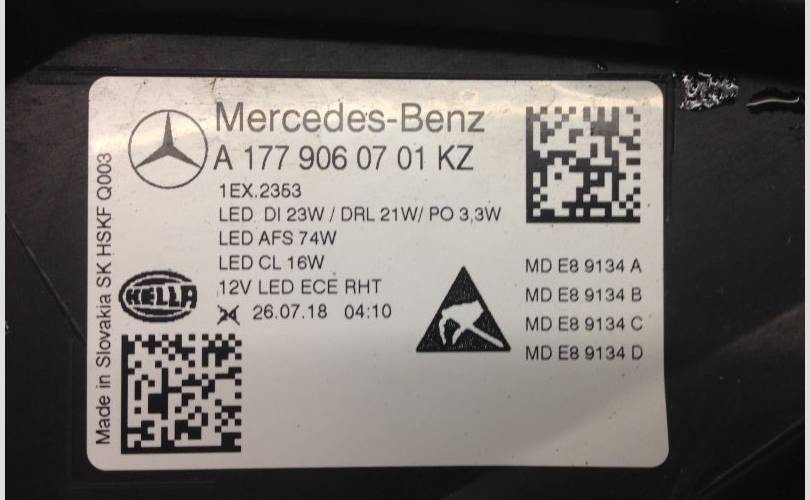 Mercedes-Benz
A 177 906 07 01 KZ
1EX.2353
LED DI 23W / DRL 21W/ PO 3,3W
LED AFS 74W
LED CL 16W
12V LED ECE RHT
26.07.18 04:10
HELLA
Made in Slovakia SK HSKF Q003
MD E8 9134 A
MD E8 9134 B
MD E8 9134 C
MD E8 9134 D